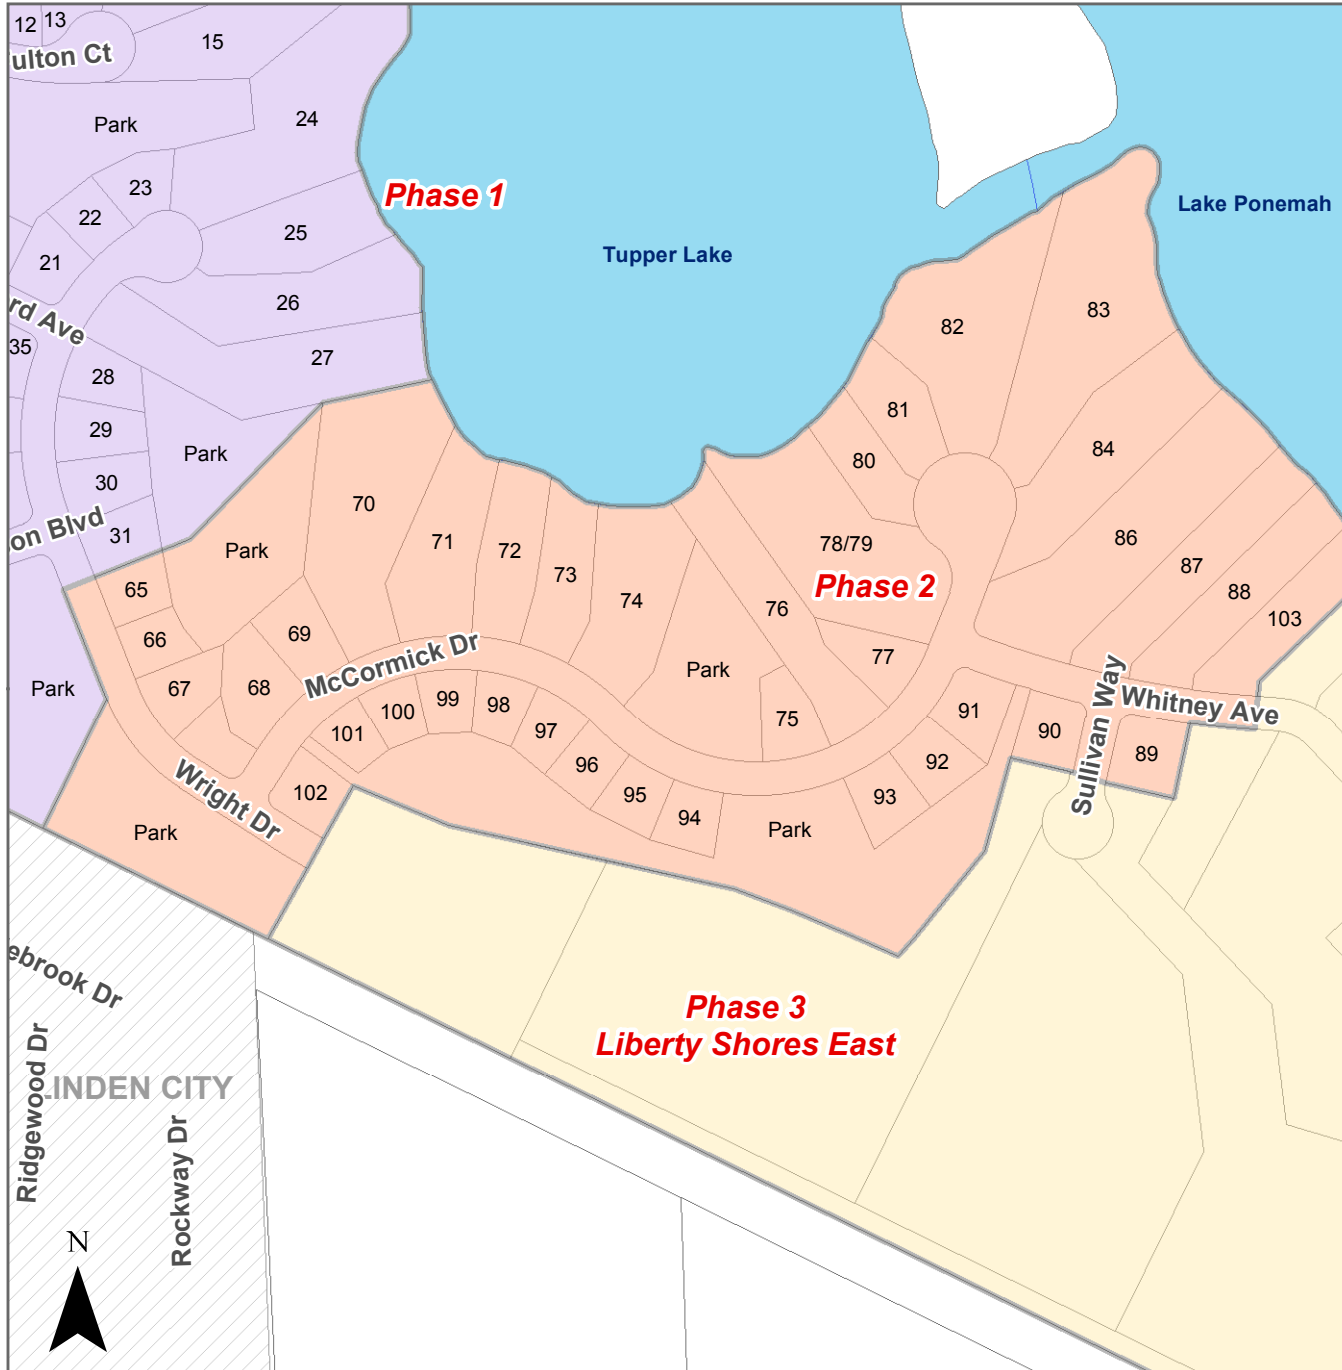 12
13
15
ulton Ct
Park
24
23
22
21
25
26
27
rd Ave
35
28
29
30
31
Park
on Blvd
Park
Phase 1
Tupper Lake
Lake Ponemah
82
83
81
80
84
78/79
Phase 2
86
87
88
103
70
71
72
73
74
76
77
Park
75
Park
65
66
67
68
69
McCormick Dr
101
100
99
98
97
96
95
94
93
92
91
90
89
Park
Whitney Ave
Sullivan Way
102
Wright Dr
Park
Phase 3
Liberty Shores East
ebrook Dr
Ridgewood Dr
INDEN CITY
Rockway Dr
N